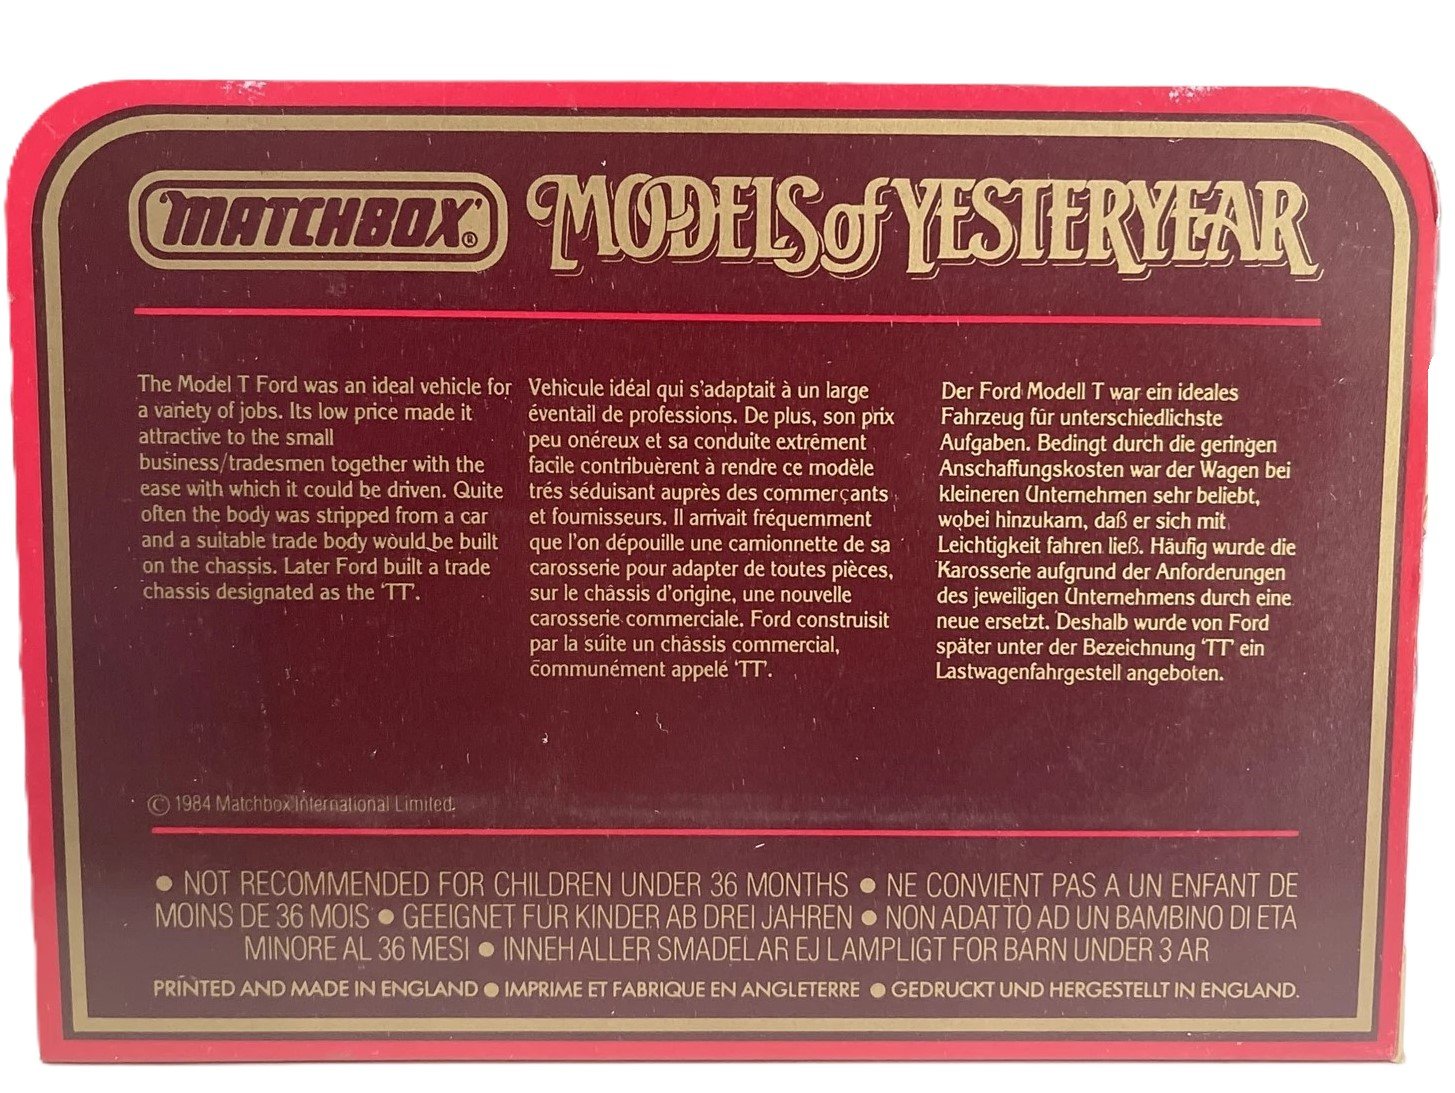 MATCHBOX®
MODELS of YESTERYEAR
The Model T Ford was an ideal vehicle for
a variety of jobs. Its low price made it
attractive to the small
business/tradesmen together with the
ease with which it could be driven. Quite
often the body was stripped from a car
and a suitable trade body would be built
on the chassis. Later Ford built a trade
chassis designated as the 'TT'.
Vehicule idéal qui s'adaptait à un large
éventail de professions. De plus, son prix
peu onéreux et sa conduite extrêment
facile contribuèrent à rendre ce modèle
trés séduisant auprès des commerçants
et fournisseurs. Il arrivait fréquemment
que l'on dépouille une camionnette de sa
carosserie pour adapter de toutes pièces,
sur le châssis d'origine, une nouvelle
carosserie commerciale. Ford construisit
par la suite un châssis commercial,
communément appelé 'TT'.
Der Ford Modell T war ein ideales
Fahrzeug für unterschiedlichste
Aufgaben. Bedingt durch die geringen
Anschaffungskosten war der Wagen bei
kleineren Unternehmen sehr beliebt,
wobei hinzukam, daß er sich mit
Leichtigkeit fahren ließ. Häufig wurde die
Karosserie aufgrund der Anforderungen
des jeweiligen Unternehmens durch eine
neue ersetzt. Deshalb wurde von Ford
später unter der Bezeichnung 'TT' ein
Lastwagenfahrgestell angeboten.
© 1984 Matchbox International Limited.
● NOT RECOMMENDED FOR CHILDREN UNDER 36 MONTHS ● NE CONVIENT PAS A UN ENFANT DE
MOINS DE 36 MOIS ● GEEIGNET FUR KINDER AB DREI JAHREN ● NON ADATTO AD UN BAMBINO DI ETA
MINORE AL 36 MESI ● INNEHALLER SMADELAR EJ LAMPLIGT FOR BARN UNDER 3 AR
PRINTED AND MADE IN ENGLAND ● IMPRIME ET FABRIQUE EN ANGLETERRE ● GEDRUCKT UND HERGESTELLT IN ENGLAND.